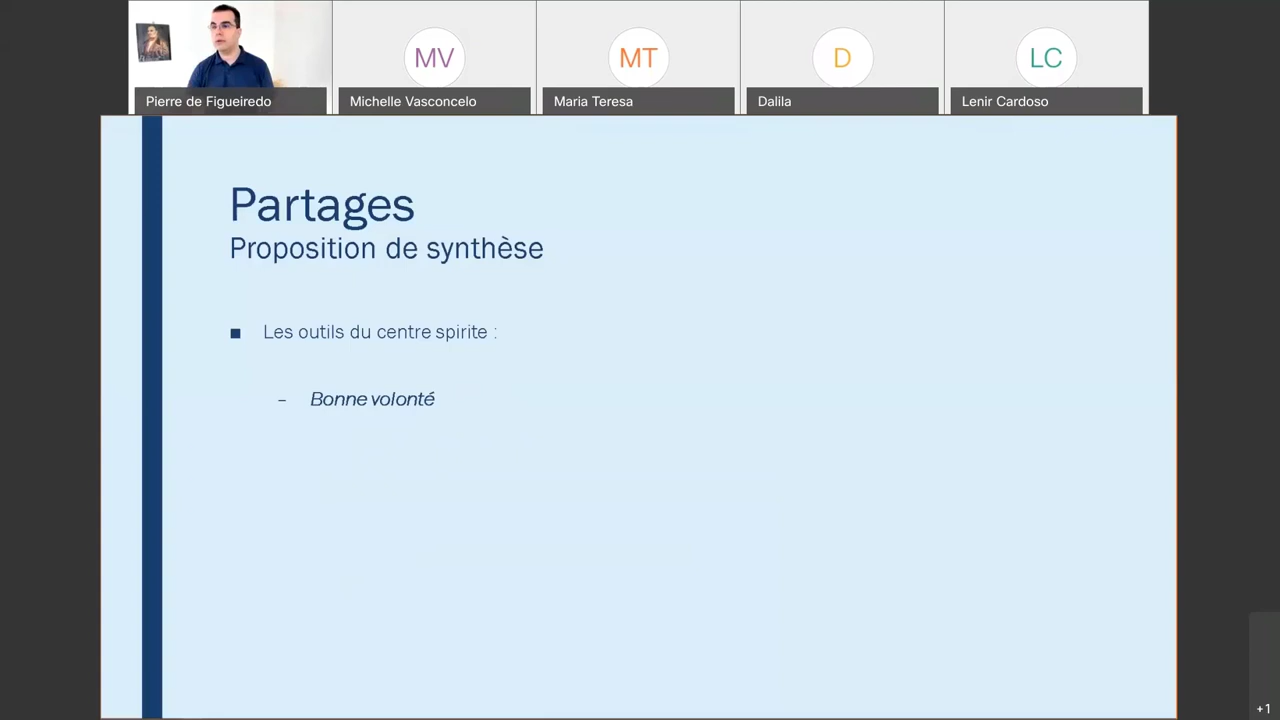 MV
MT
D
LC
Pierre de Figueiredo
Michelle Vasconcelo
Maria Teresa
Dalila
Lenir Cardoso
Partages
Proposition de synthèse
■ Les outils du centre spirite :
– Bonne volonté
+1